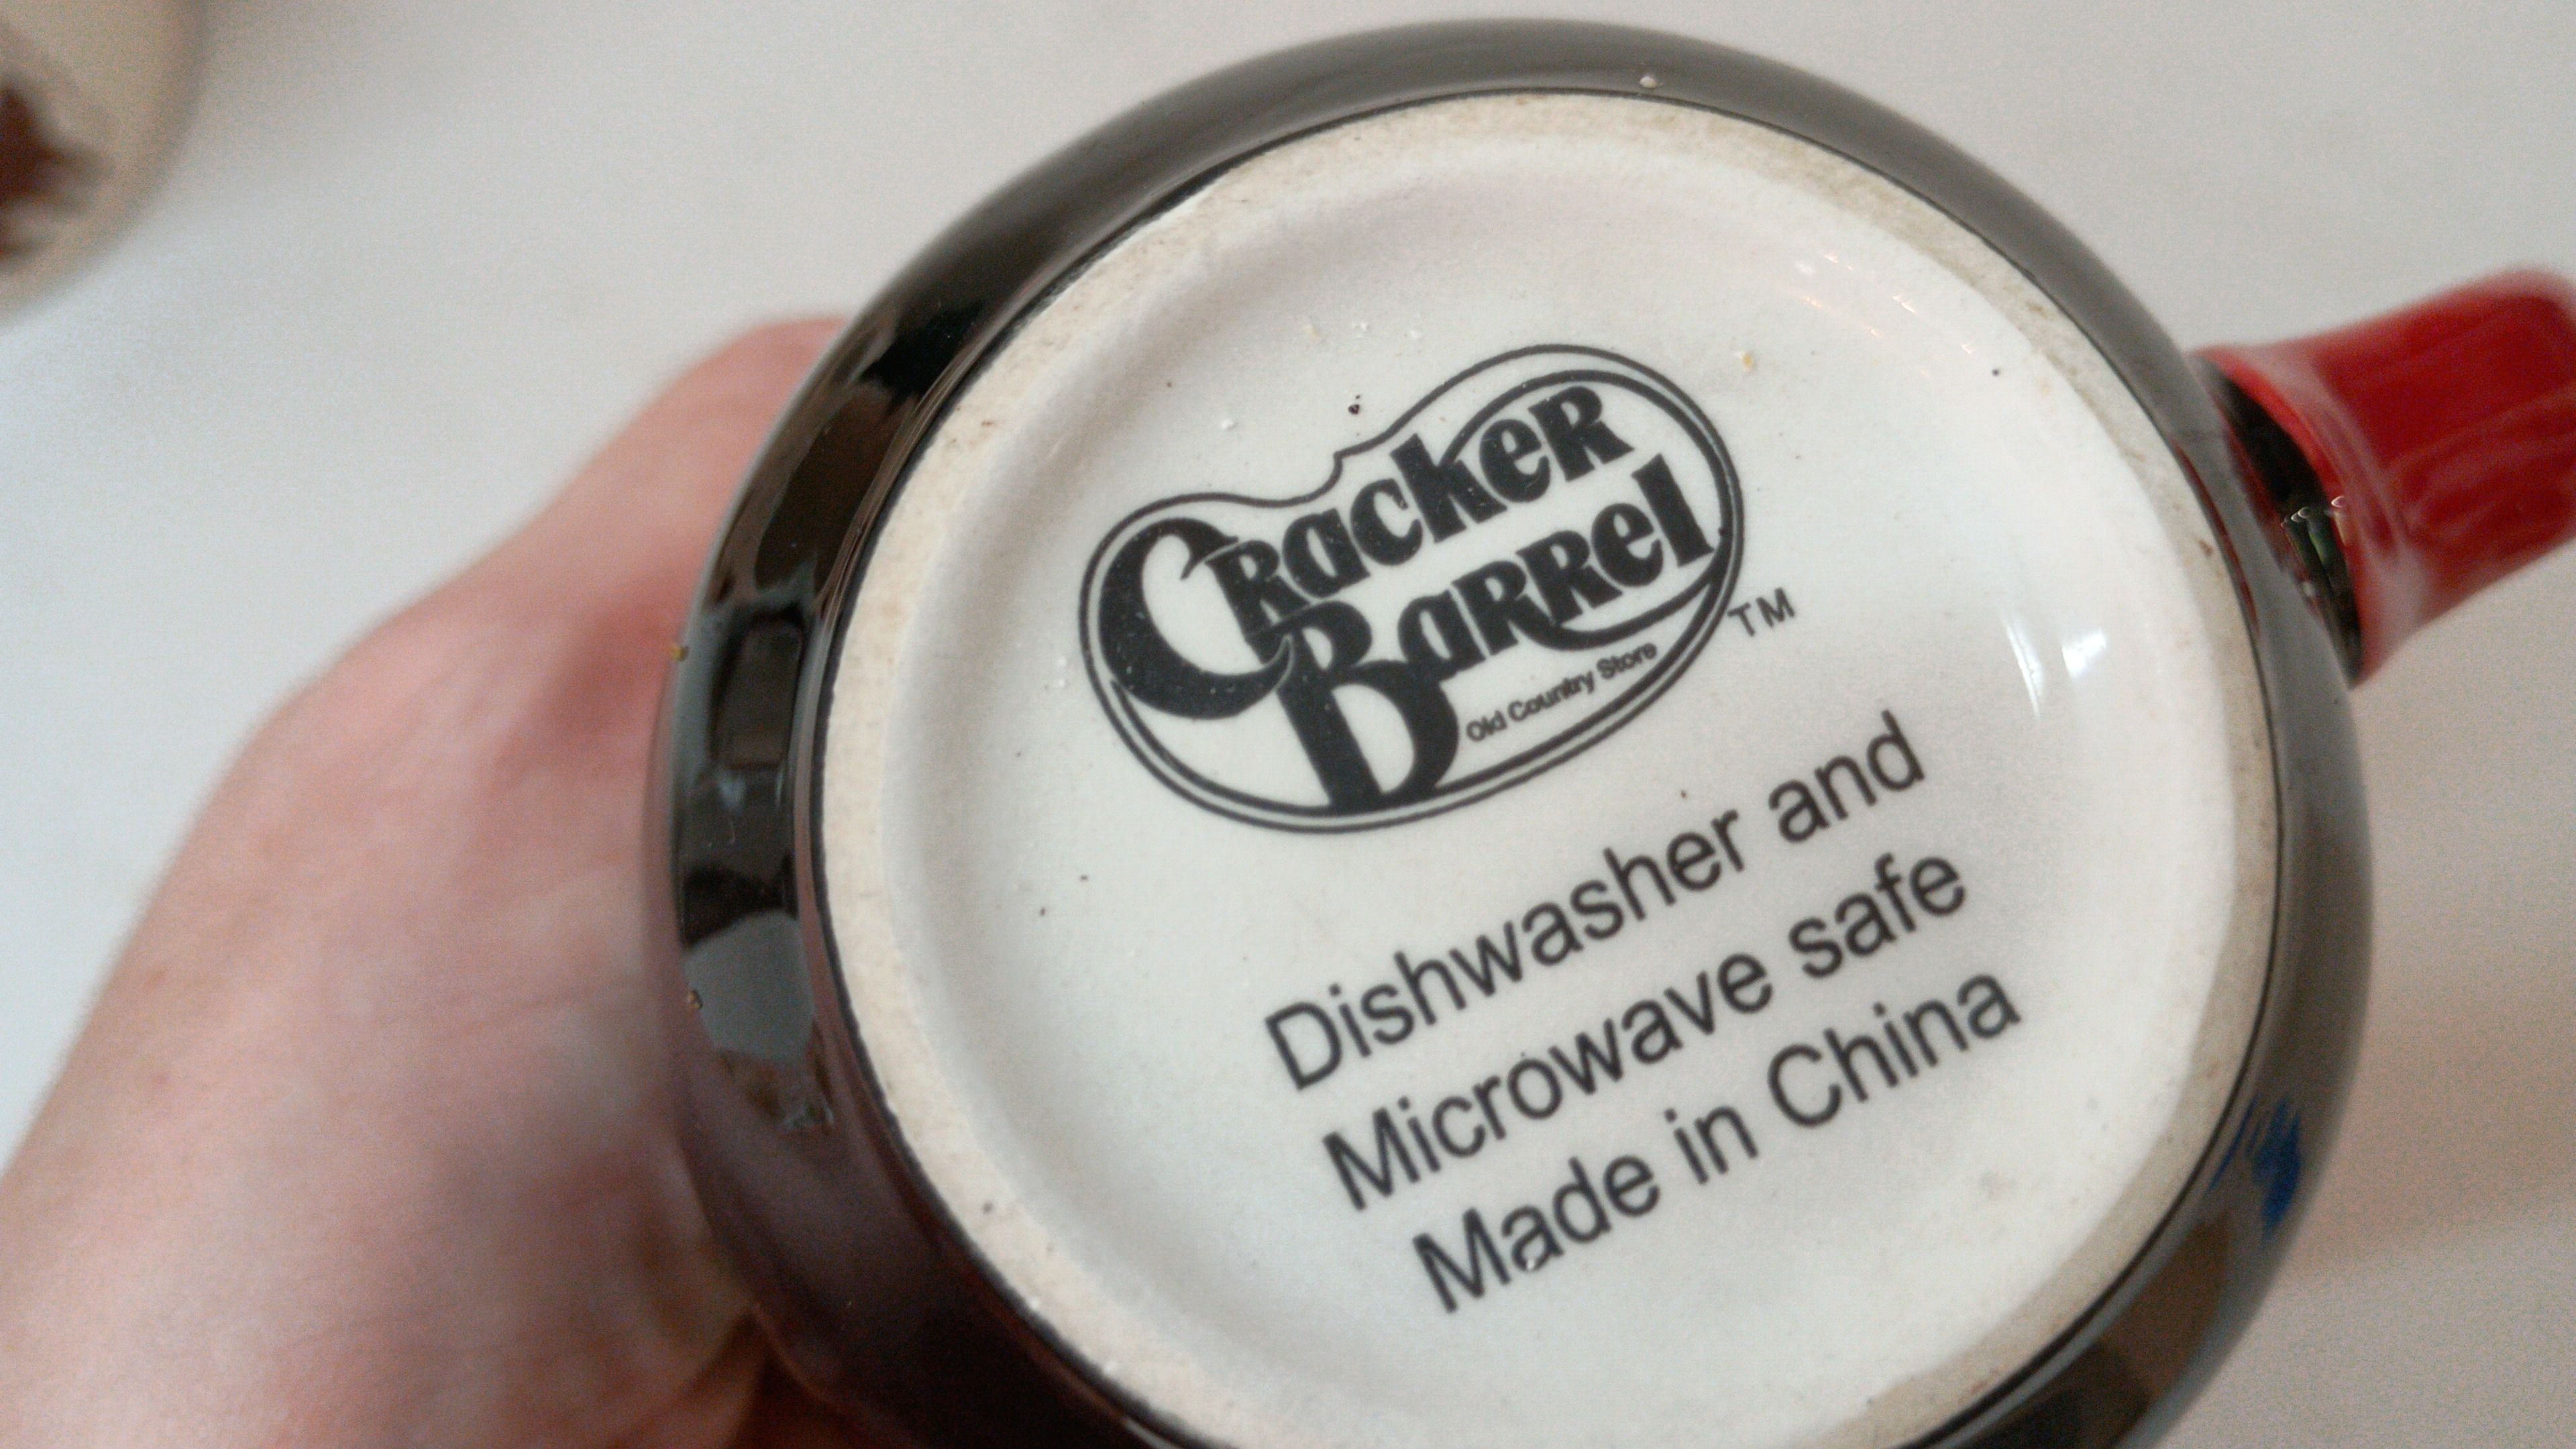 Cracker
Barrel
Old Country Store
TM
Dishwasher and
Microwave safe
Made in China